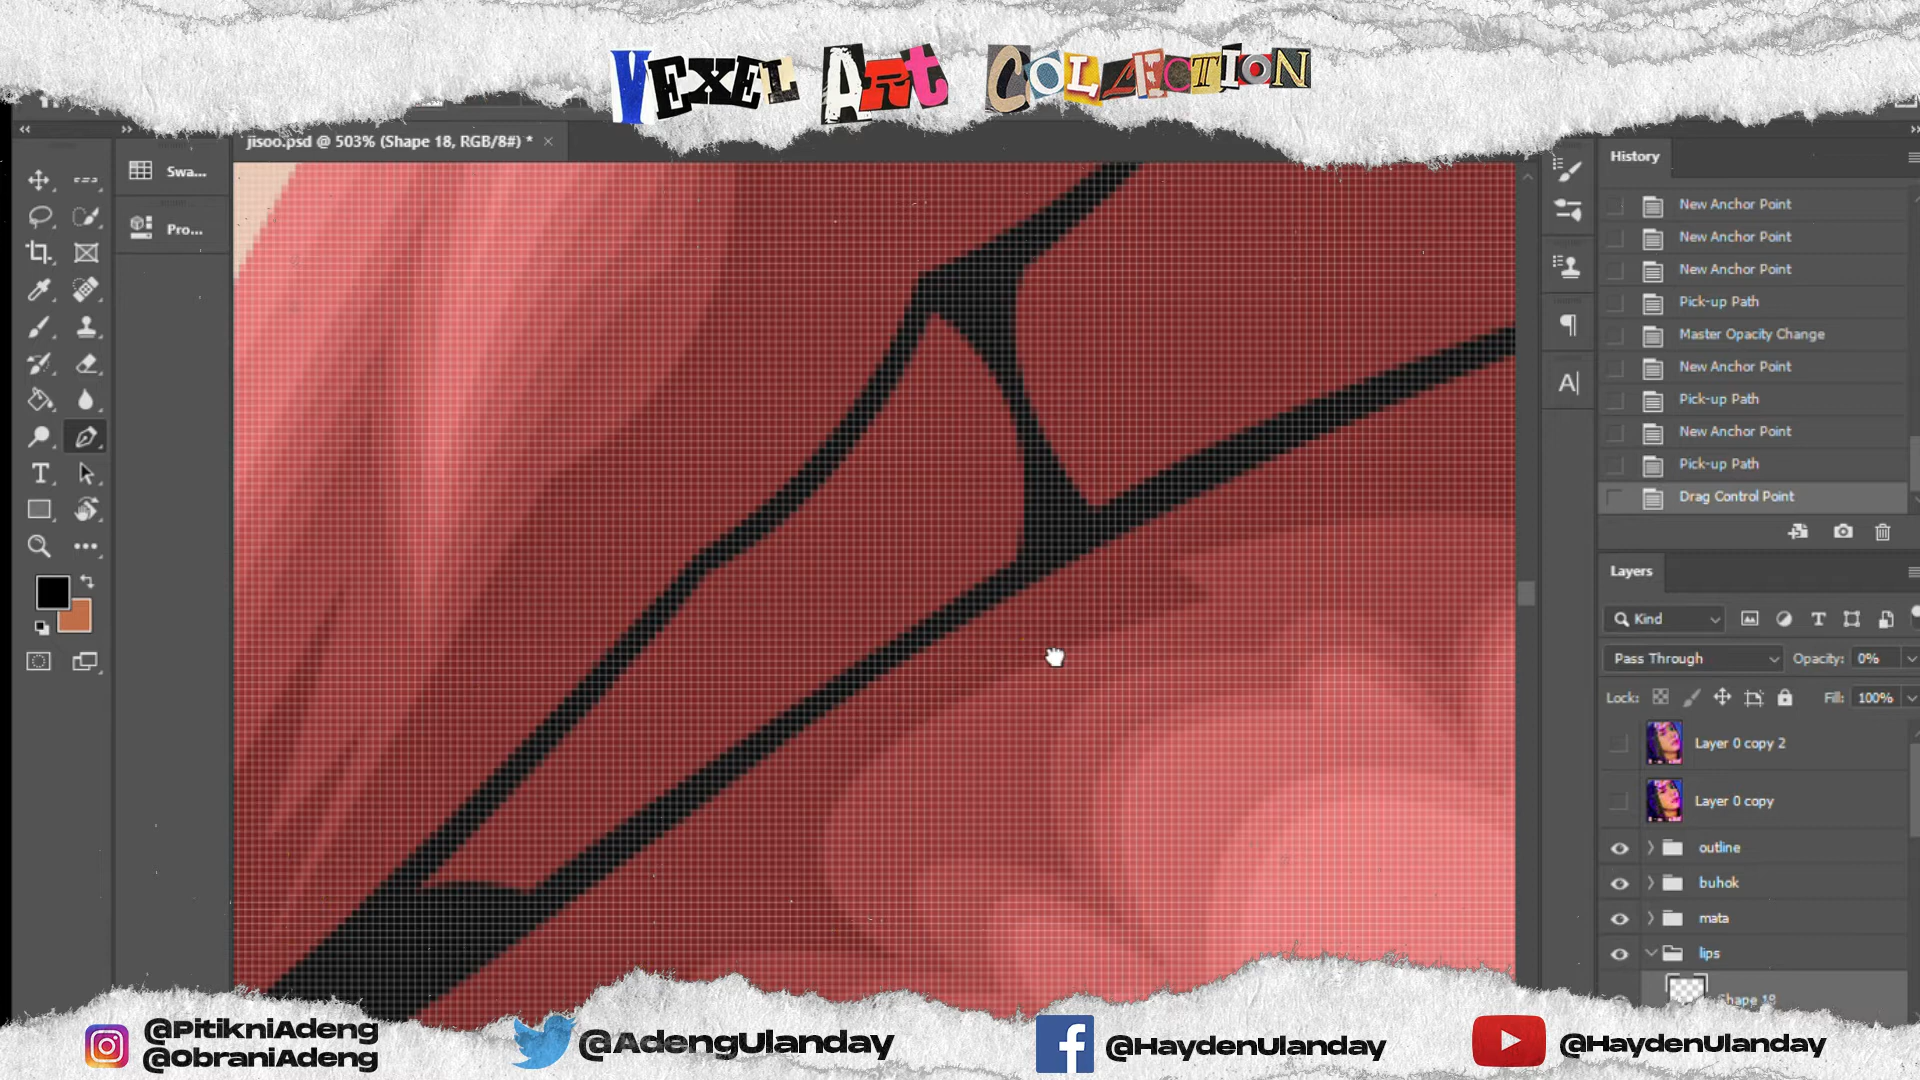 VEXEL ART COLLECTION
jisoo.psd @ 503% (Shape 18, RGB/8#) *
Swa...
Pro...
History
New Anchor Point
New Anchor Point
New Anchor Point
Pick-up Path
Master Opacity Change
New Anchor Point
Pick-up Path
New Anchor Point
Pick-up Path
Drag Control Point
Layers
Kind
Pass Through Opacity: 0%
Lock: Fill: 100%
Layer 0 copy 2
Layer 0 copy
outline
buhok
mata
lips
Shape 18
@PitikniAdeng
@ObraniAdeng
@AdengUlanday
@HaydenUlanday
@HaydenUlanday